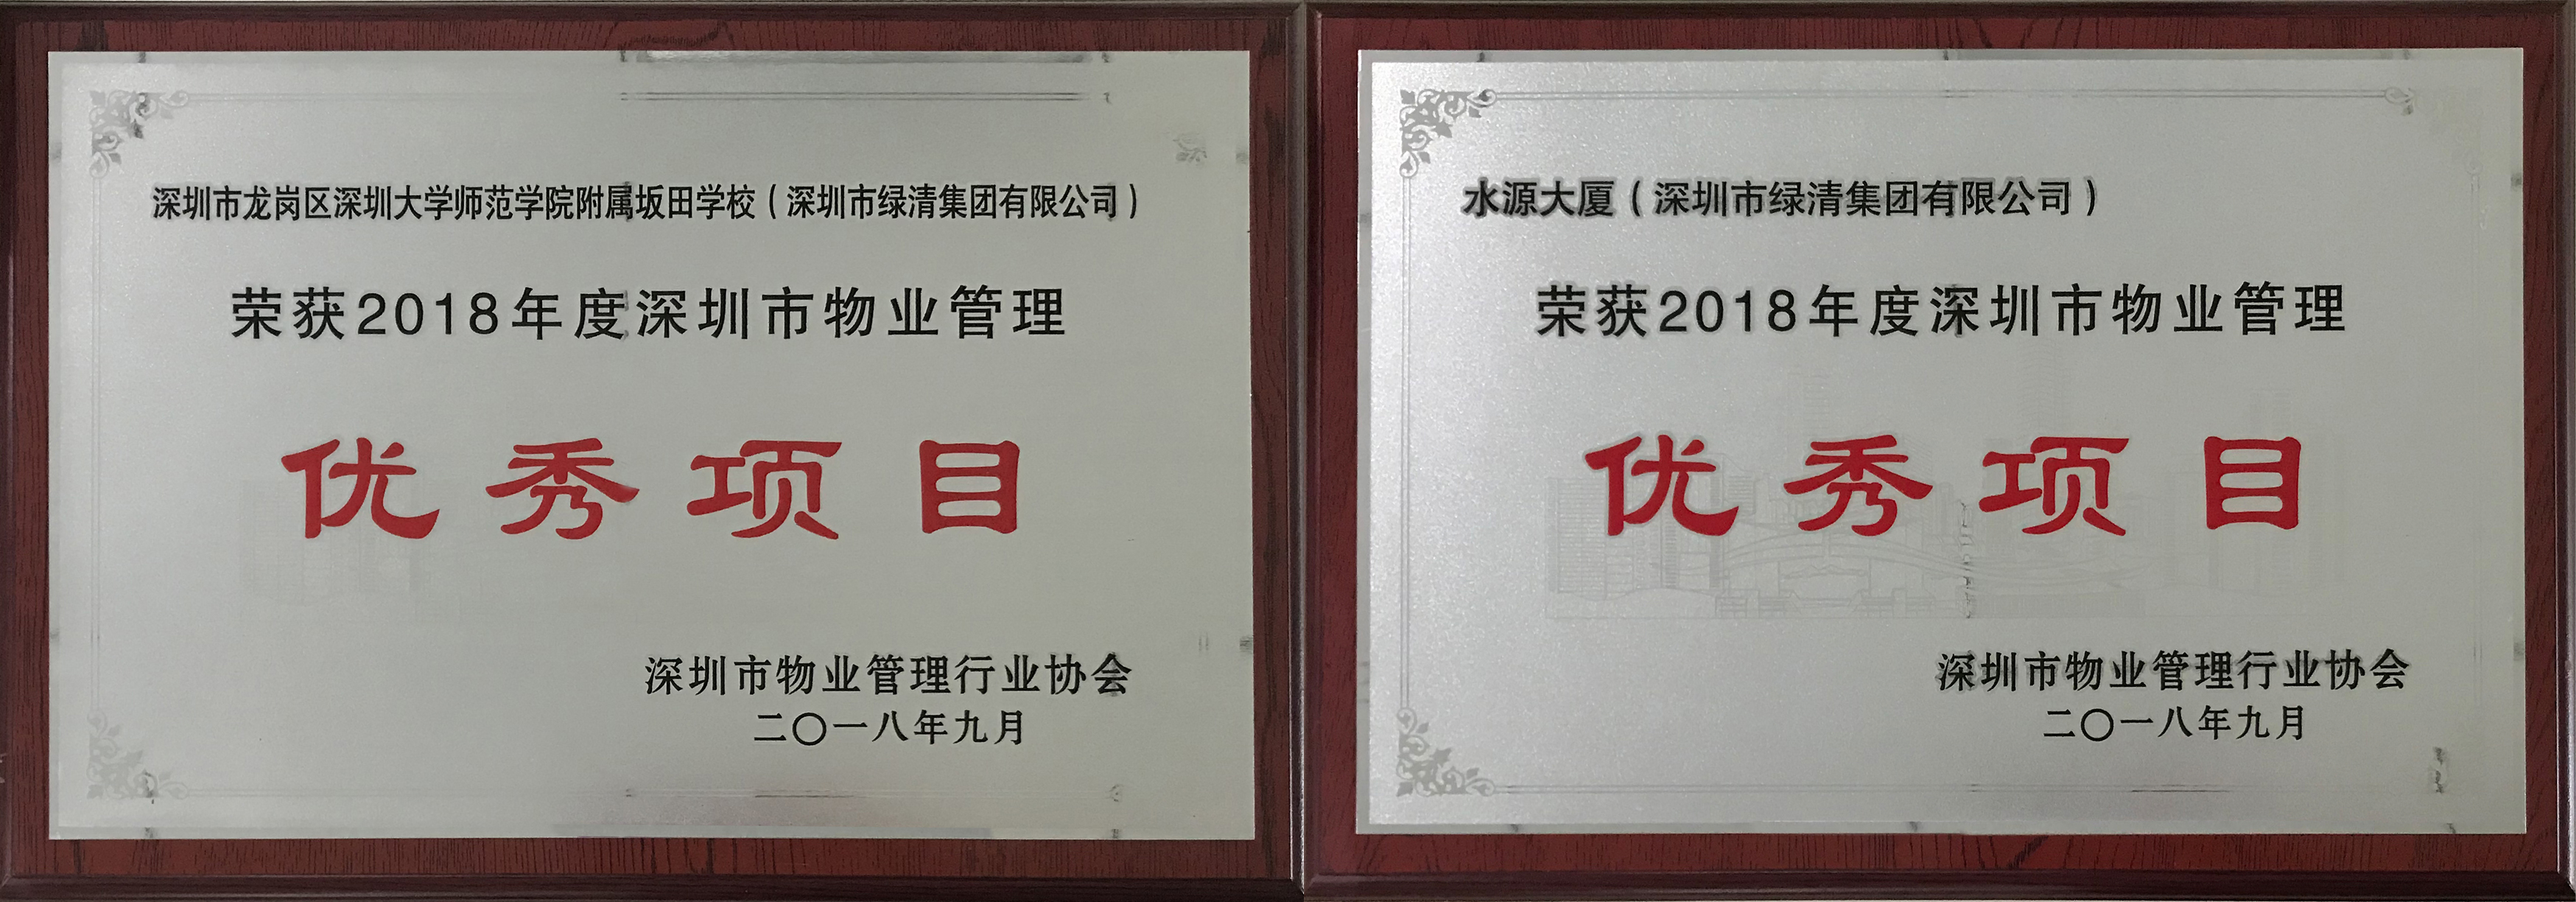 深圳市龙岗区深圳大学师范学院附属坂田学校（深圳市绿清集团有限公司）
荣获2018年度深圳市物业管理
优秀项目
深圳市物业管理行业协会
二〇一八年九月
水源大厦（深圳市绿清集团有限公司）
荣获2018年度深圳市物业管理
优秀项目
深圳市物业管理行业协会
二〇一八年九月